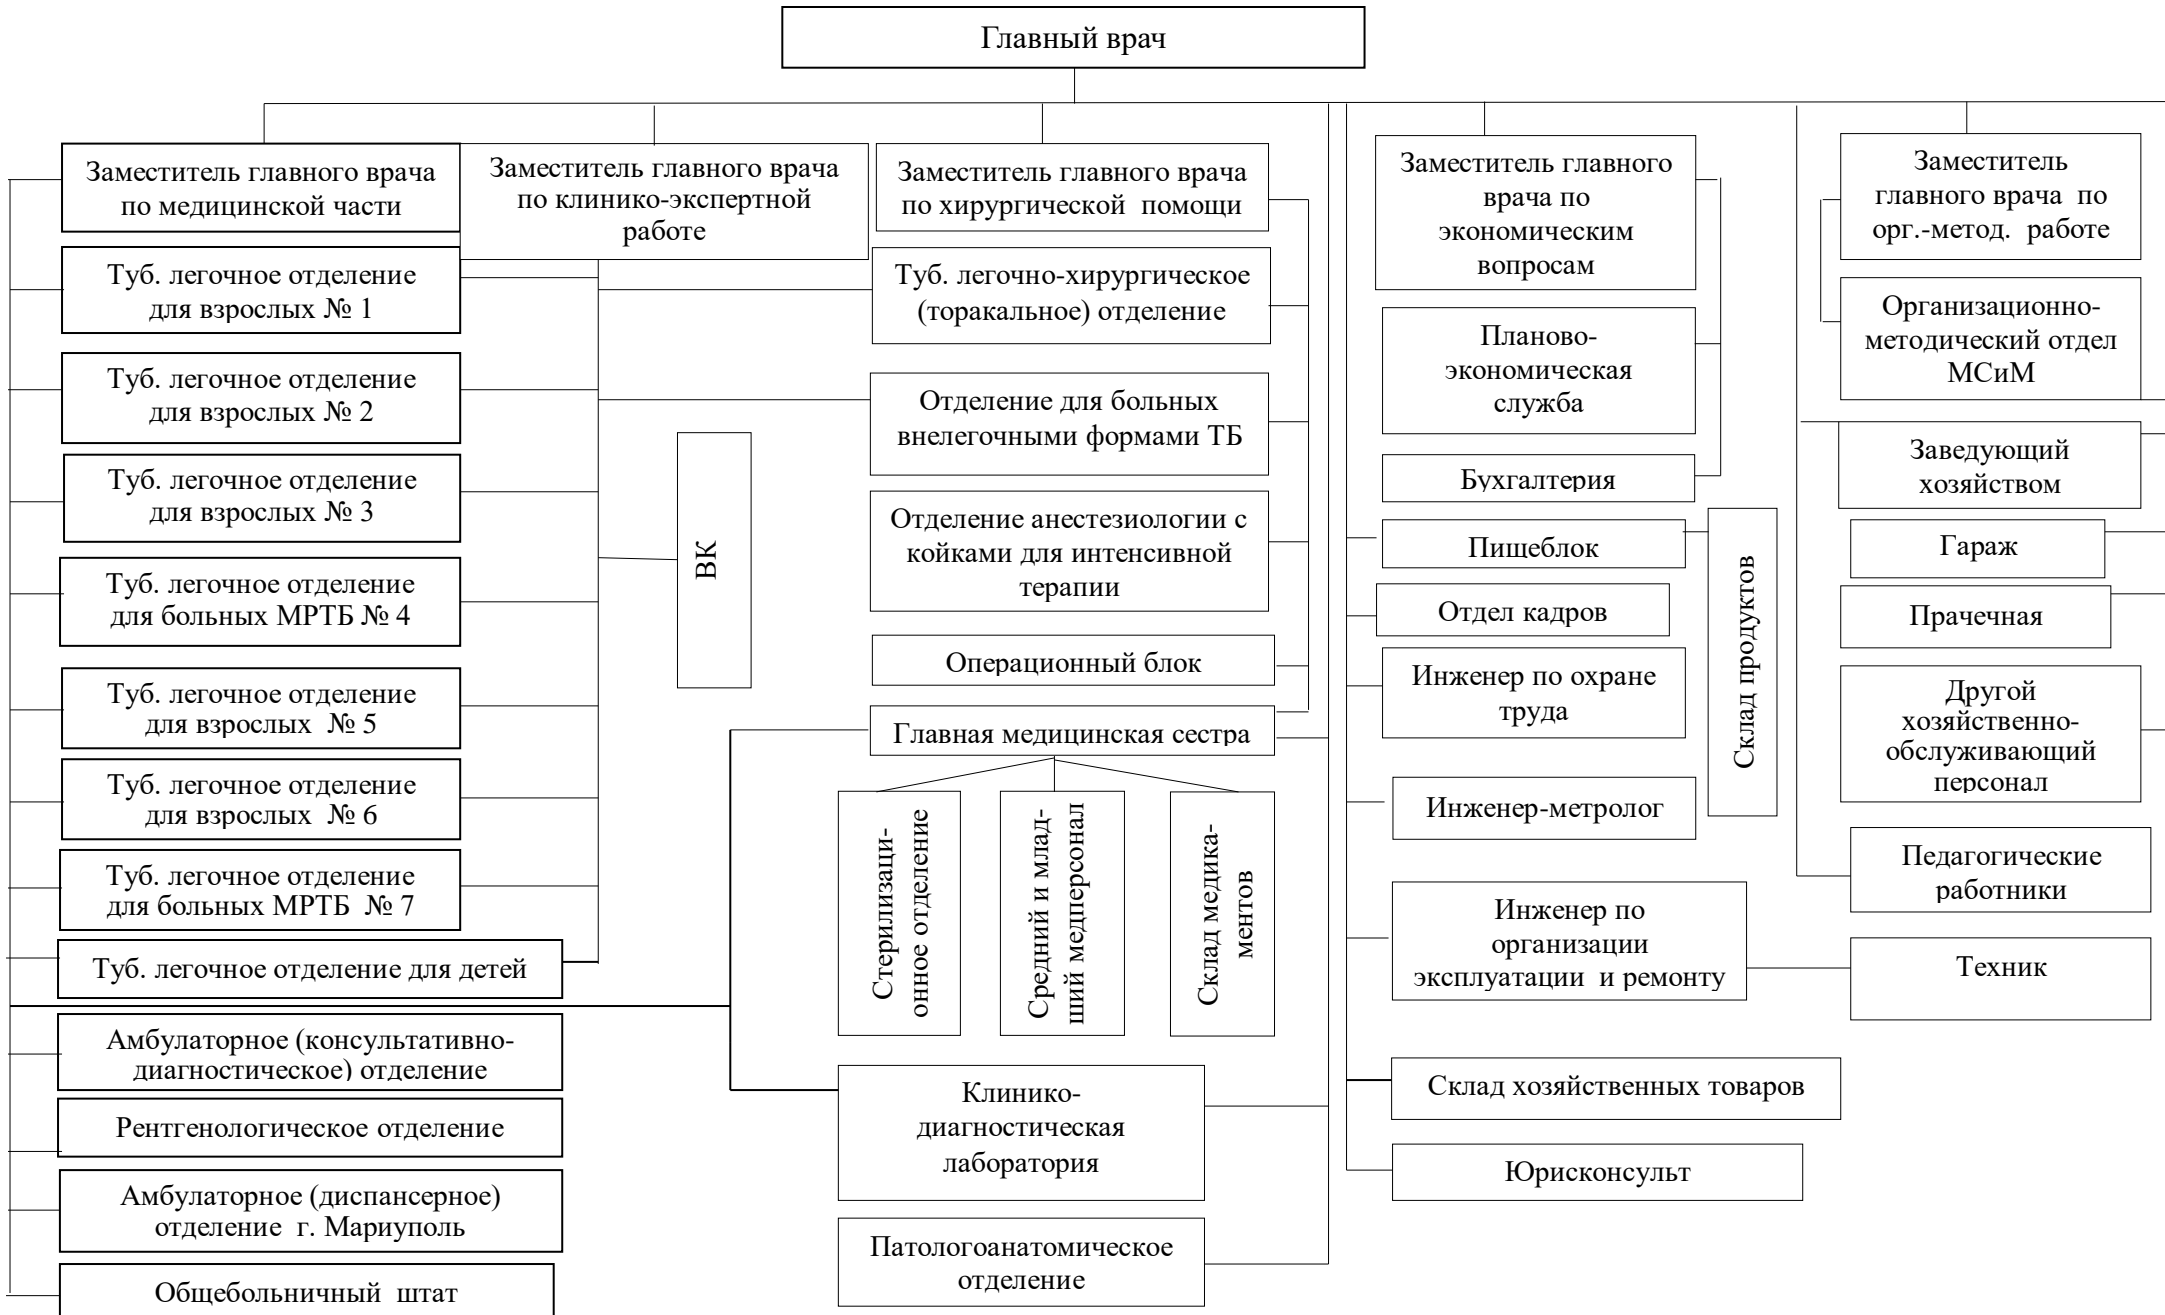 Главный врач
Заместитель главного врача
по медицинской части
Заместитель главного врача
по клинико-экспертной
работе
Заместитель главного врача
по хирургической помощи
Заместитель главного
врача по
экономическим
вопросам
Заместитель
главного врача по
орг.-метод. работе
Туб. легочное отделение
для взрослых № 1
Туб. легочное отделение
для взрослых № 2
Туб. легочное отделение
для взрослых № 3
Туб. легочное отделение
для больных МРТБ № 4
Туб. легочное отделение
для взрослых № 5
Туб. легочное отделение
для взрослых № 6
Туб. легочное отделение
для больных МРТБ № 7
Туб. легочное отделение для детей
Амбулаторное (консультативно-
диагностическое) отделение
Рентгенологическое отделение
Амбулаторное (диспансерное)
отделение г. Мариуполь
Общебольничный штат
ВК
Туб. легочно-хирургическое
(торакальное) отделение
Отделение для больных
внелегочными формами ТБ
Отделение анестезиологии с
койками для интенсивной
терапии
Операционный блок
Главная медицинская сестра
Стерилизаци-
онное отделение
Средний и млад-
ший медперсонал
Склад медика-
ментов
Клинико-
диагностическая
лаборатория
Патологоанатомическое
отделение
Планово-
экономическая
служба
Бухгалтерия
Пищеблок
Склад продуктов
Отдел кадров
Инженер по охране
труда
Инженер-метролог
Инженер по
организации
эксплуатации и ремонту
Склад хозяйственных товаров
Юрисконсульт
Организационно-
методический отдел
МСиМ
Заведующий
хозяйством
Гараж
Прачечная
Другой
хозяйственно-
обслуживающий
персонал
Педагогические
работники
Техник